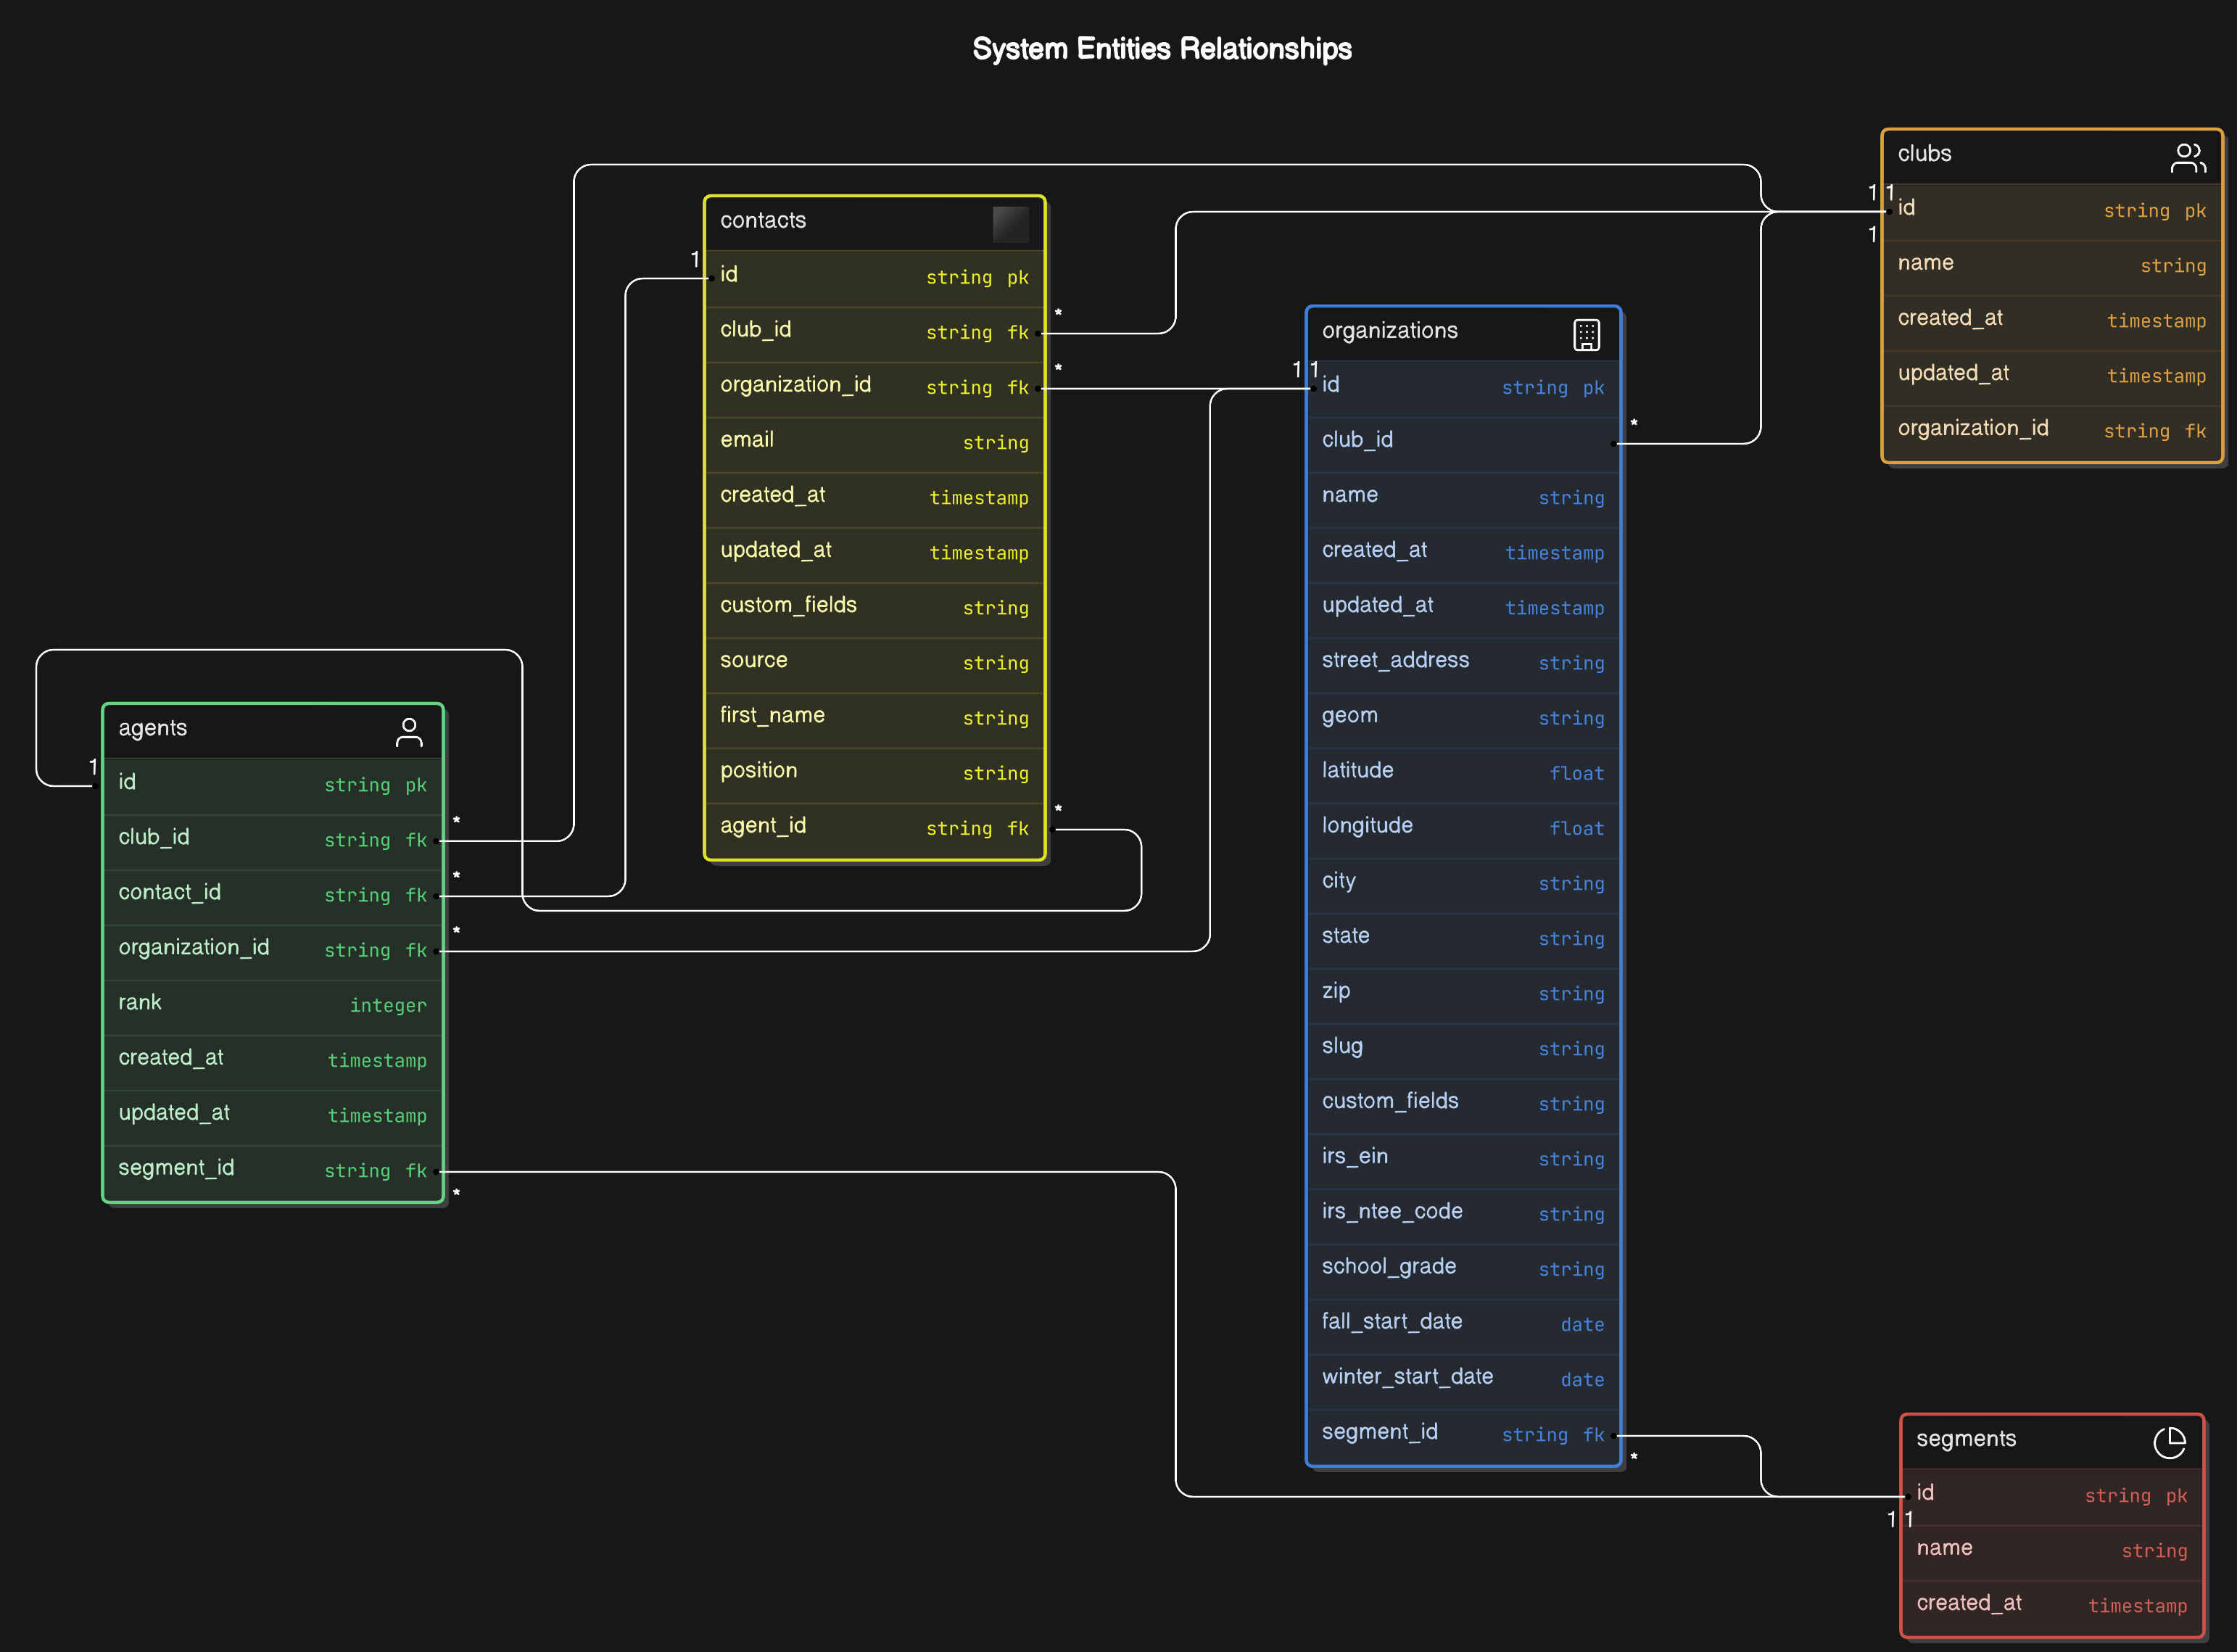 System Entities Relationships
clubs
1 1
id string pk
1
name string
created_at timestamp
updated_at timestamp
organization_id string fk
contacts
1
id string pk
*
club_id string fk
*
organization_id string fk
email string
created_at timestamp
updated_at timestamp
custom_fields string
source string
first_name string
position string
*
agent_id string fk
organizations
1 1
id string pk
*
club_id
name string
created_at timestamp
updated_at timestamp
street_address string
geom string
latitude float
longitude float
city string
state string
zip string
slug string
custom_fields string
irs_ein string
irs_ntee_code string
school_grade string
fall_start_date date
winter_start_date date
segment_id string fk
*
agents
1
id string pk
*
club_id string fk
*
contact_id string fk
*
organization_id string fk
rank integer
created_at timestamp
updated_at timestamp
segment_id string fk
*
segments
id string pk
1 1
name string
created_at timestamp